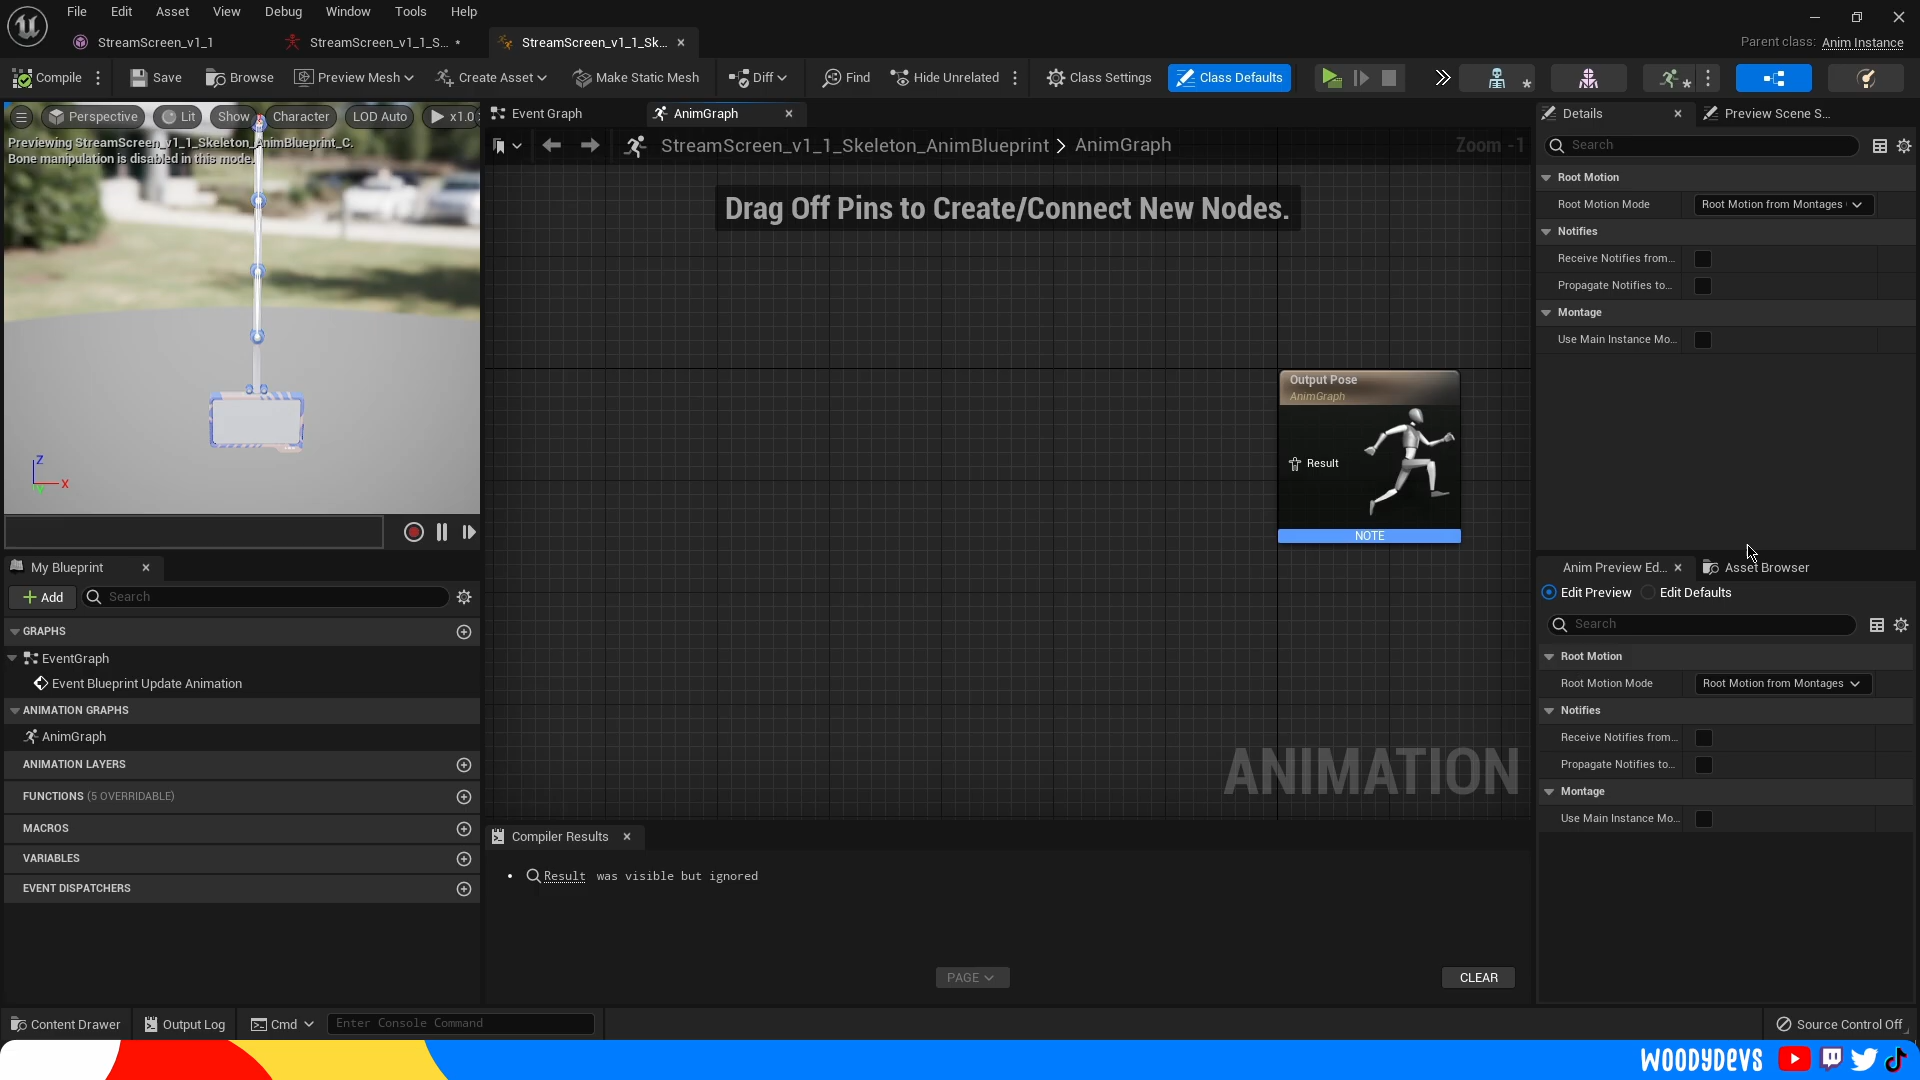 File Edit Asset View Debug Window Tools Help
StreamScreen_v1_1
StreamScreen_v1_1_S... •
StreamScreen_v1_1_Sk...
Parent class: Anim Instance
Compile
Save
Browse
Preview Mesh
Create Asset
Make Static Mesh
Diff
Find
Hide Unrelated
Class Settings
Class Defaults
Perspective
Lit
Show
Character
LOD Auto
x1.0
Previewing StreamScreen_v1_1_Skeleton_AnimBlueprint_C.
Bone manipulation is disabled in this mode.
Z
X
Event Graph
AnimGraph
StreamScreen_v1_1_Skeleton_AnimBlueprint > AnimGraph
Zoom -1
Drag Off Pins to Create/Connect New Nodes.
Output Pose
AnimGraph
Result
NOTE
ANIMATION
My Blueprint
Add
Search
GRAPHS
EventGraph
Event Blueprint Update Animation
ANIMATION GRAPHS
AnimGraph
ANIMATION LAYERS
FUNCTIONS (5 OVERRIDABLE)
MACROS
VARIABLES
EVENT DISPATCHERS
Compiler Results
• Result was visible but ignored
PAGE
CLEAR
Details
Preview Scene S...
Search
Root Motion
Root Motion Mode
Root Motion from Montages
Notifies
Receive Notifies from...
Propagate Notifies to...
Montage
Use Main Instance Mo...
Anim Preview Ed...
Asset Browser
Edit Preview
Edit Defaults
Search
Root Motion
Root Motion Mode
Root Motion from Montages
Notifies
Receive Notifies from...
Propagate Notifies to...
Montage
Use Main Instance Mo...
Content Drawer
Output Log
Cmd
Enter Console Command
Source Control Off
WOODYDEVS